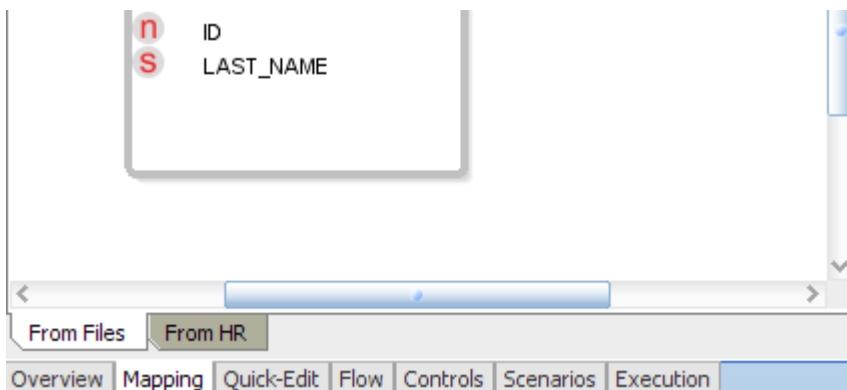 n ID
s LAST_NAME
From Files From HR
Overview Mapping Quick-Edit Flow Controls Scenarios Execution